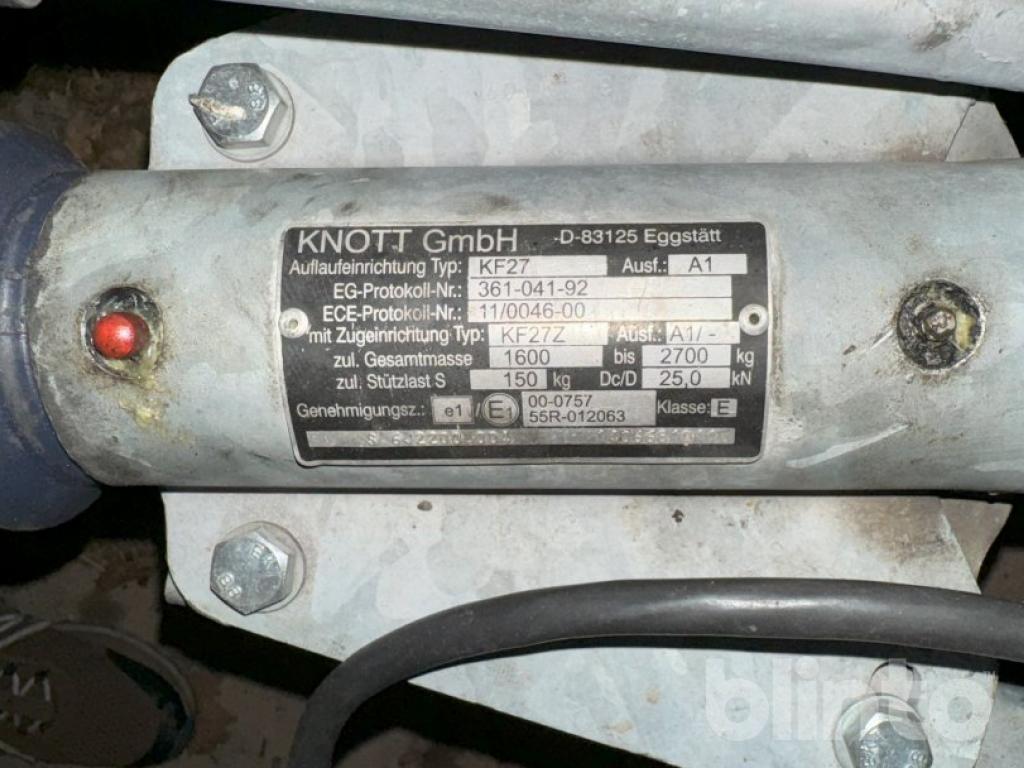 KNOTT GmbH -D-83125 Eggstätt
Auflaufeinrichtung Typ: KF27 Ausf.: A1
EG-Protokoll-Nr.: 361-041-92
ECE-Protokoll-Nr.: 11/0046-00
mit Zugeinrichtung Typ: KF27Z Ausf.: A1/-
zul. Gesamtmasse 1600 bis 2700 kg
zul. Stützlast S 150 kg Dc/D 25,0 kN
Genehmigungsz.: e1 / E1 00-0757 Klasse: E
55R-012063
blinto